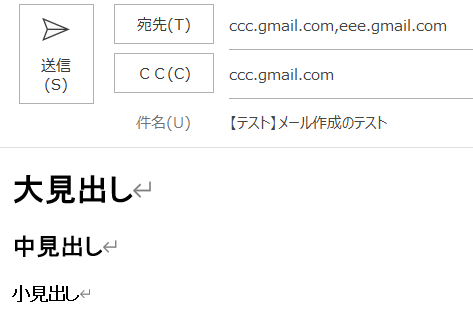 送信
(S)
宛先(T)
ccc.gmail.com,eee.gmail.com
ＣＣ(C)
ccc.gmail.com
件名(U)
【テスト】メール作成のテスト
大見出し↵
中見出し↵
小見出し↵